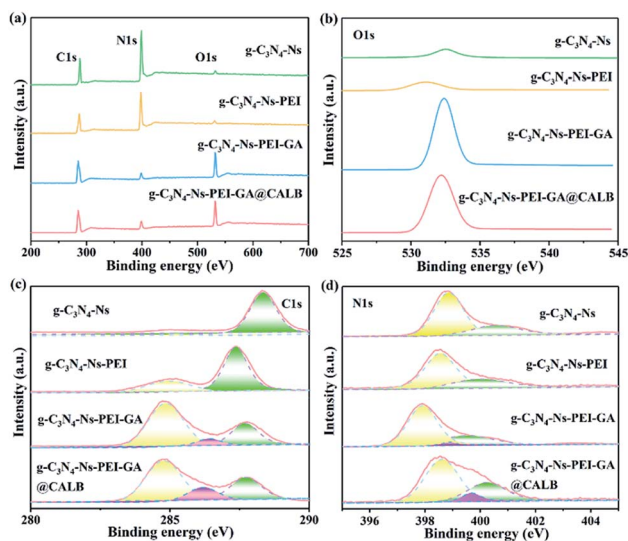 (a)
N1s
C1s
O1s
g-C₃N₄-Ns
g-C₃N₄-Ns-PEI
g-C₃N₄-Ns-PEI-GA
g-C₃N₄-Ns-PEI-GA@CALB
Intensity (a.u.)
200 300 400 500 600 700
Binding energy (eV)
(b)
O1s
g-C₃N₄-Ns
g-C₃N₄-Ns-PEI
g-C₃N₄-Ns-PEI-GA
g-C₃N₄-Ns-PEI-GA@CALB
Intensity (a.u.)
525 530 535 540 545
Binding energy (eV)
(c)
C1s
g-C₃N₄-Ns
g-C₃N₄-Ns-PEI
g-C₃N₄-Ns-PEI-GA
g-C₃N₄-Ns-PEI-GA
@CALB
Intensity (a.u.)
280 285 290
Binding energy (eV)
(d)
N1s
g-C₃N₄-Ns
g-C₃N₄-Ns-PEI
g-C₃N₄-Ns-PEI-GA
g-C₃N₄-Ns-PEI-GA
@CALB
Intensity (a.u.)
396 398 400 402 404
Binding energy (eV)